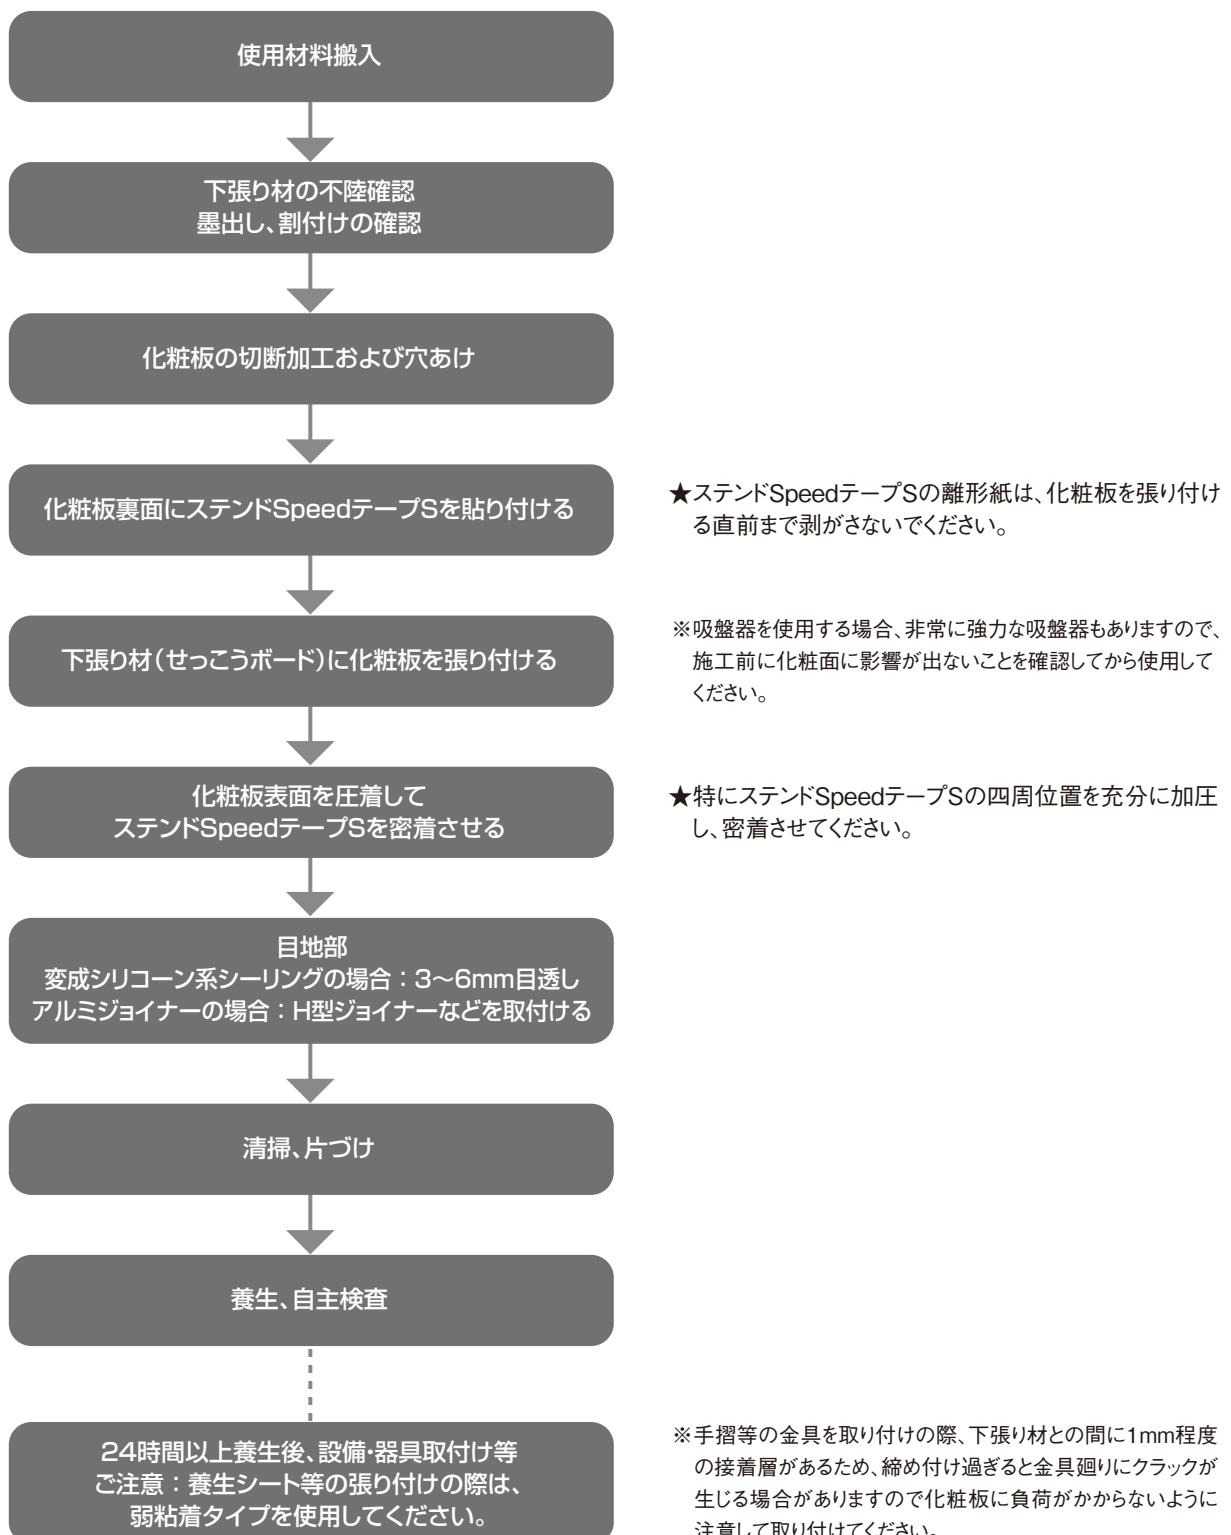 使用材料搬入
下張り材の不陸確認
墨出し、割付けの確認
化粧板の切断加工および穴あけ
化粧板裏面にステンドSpeedテープSを貼り付ける
★ステンドSpeedテープSの離形紙は、化粧板を張り付け
る直前まで剥がさないでください。
下張り材（せっこうボード）に化粧板を張り付ける
※吸盤器を使用する場合、非常に強力な吸盤器もありますので、
施工前に化粧面に影響が出ないことを確認してから使用して
ください。
化粧板表面を圧着して
ステンドSpeedテープSを密着させる
★特にステンドSpeedテープSの四周位置を充分に加圧
し、密着させてください。
目地部
変成シリコーン系シーリングの場合：3〜6mm目透し
アルミジョイナーの場合：H型ジョイナーなどを取付ける
清掃、片づけ
養生、自主検査
24時間以上養生後、設備・器具取付け等
ご注意：養生シート等の張り付けの際は、
弱粘着タイプを使用してください。
※手摺等の金具を取り付けの際、下張り材との間に1mm程度
の接着層があるため、締め付け過ぎると金具廻りにクラックが
生じる場合がありますので化粧板に負荷がかからないように
注意して取り付けてください。